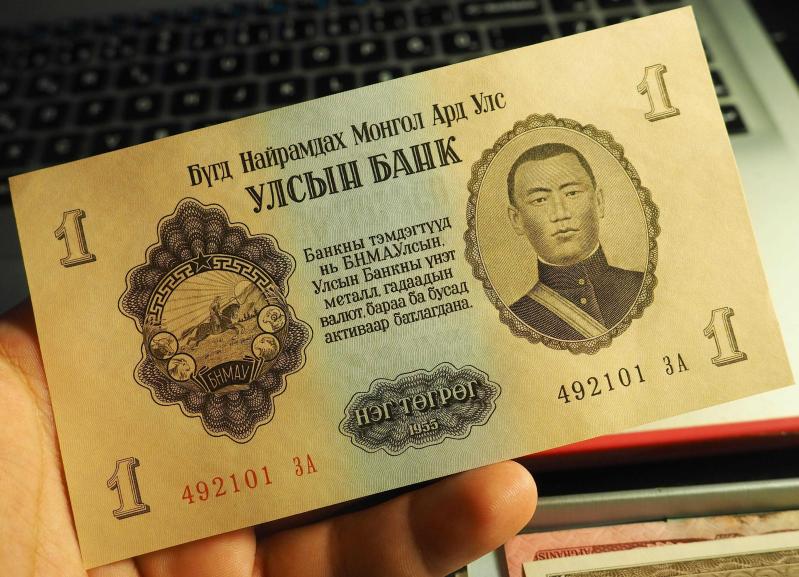 1
Бүгд Найрамдах Монгол Ард Улс
УЛСЫН БАНК
1
Банкны тэмдэгтүүд
нь БНМАУлсын.
Улсын Банкны үнэт
металл, гадаадын
валют, бараа ба бусад
активаар батлагдана.
БНМАУ
1
НЭГ ТӨГРӨГ
1955
492101 ЗА
1
492101 ЗА
AFGHANIS